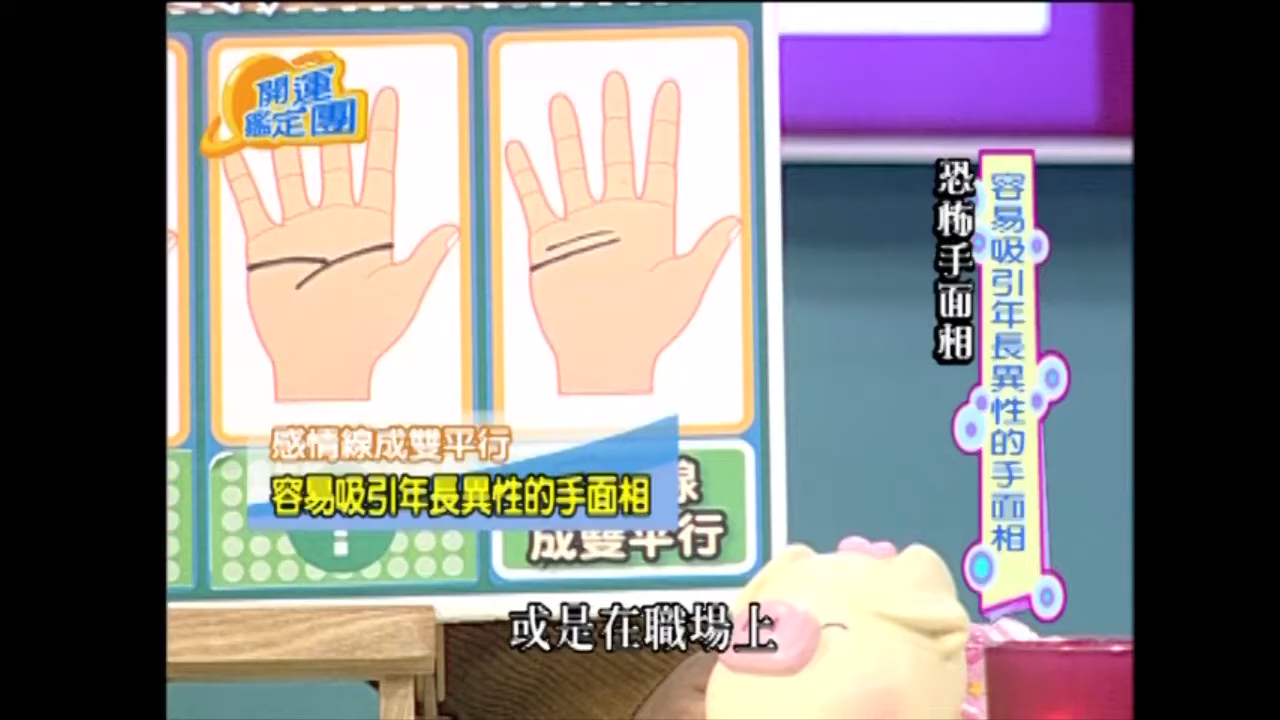 開運
鑑定團
恐怖手面相
容易吸引年長異性的手面相
感情線成雙平行
容易吸引年長異性的手面相
線
成雙平行
或是在職場上